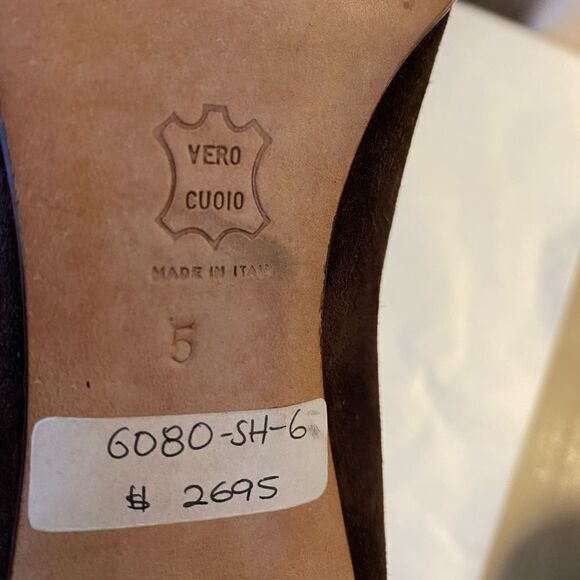 VERO
CUOIO
MADE IN ITALY
5
6080-SH-6
$ 2695